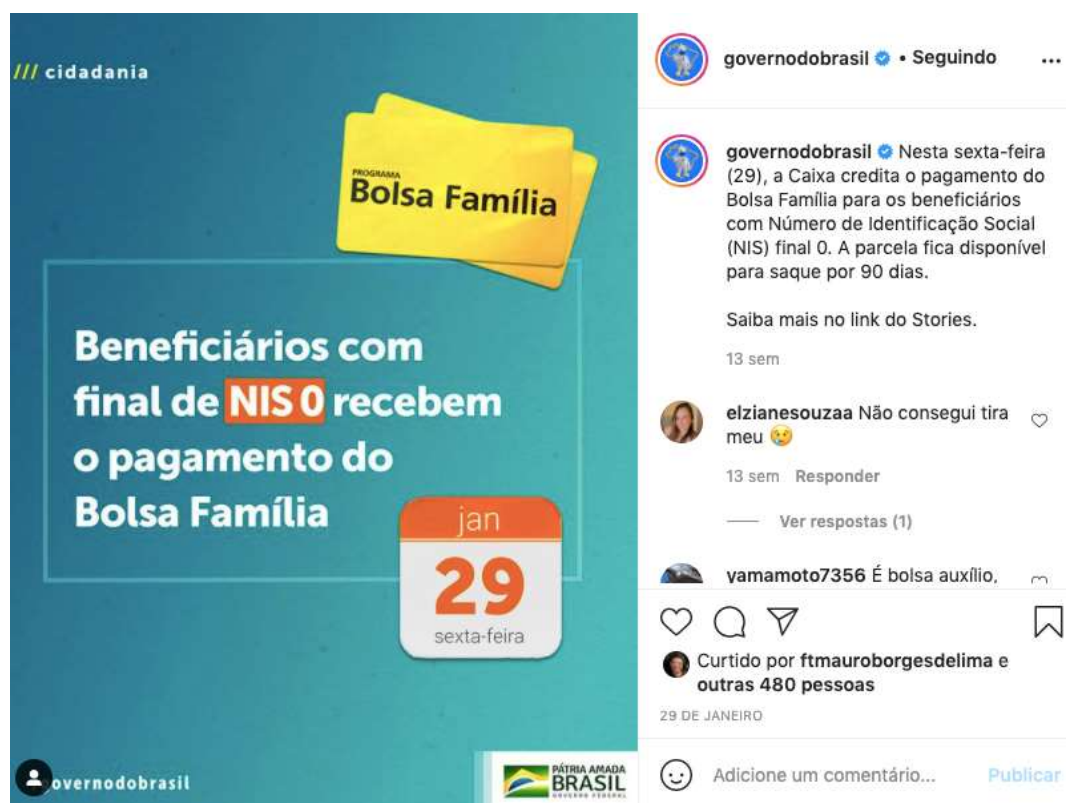 /// cidadania
PROGRAMA
Bolsa Família
Beneficiários com
final de NIS 0 recebem
o pagamento do
Bolsa Família
jan
29
sexta-feira
overnodobrasil
PÁTRIA AMADA
BRASIL
GOVERNO FEDERAL
governodobrasil • Seguindo
...
governodobrasil Nesta sexta-feira
(29), a Caixa credita o pagamento do
Bolsa Família para os beneficiários
com Número de Identificação Social
(NIS) final 0. A parcela fica disponível
para saque por 90 dias.
Saiba mais no link do Stories.
13 sem
elzianesouzaa Não consegui tira
meu 😢
13 sem Responder
Ver respostas (1)
yamamoto7356 É bolsa auxílio,
Curtido por ftmauroborgesdelima e
outras 480 pessoas
29 DE JANEIRO
Adicione um comentário... Publicar